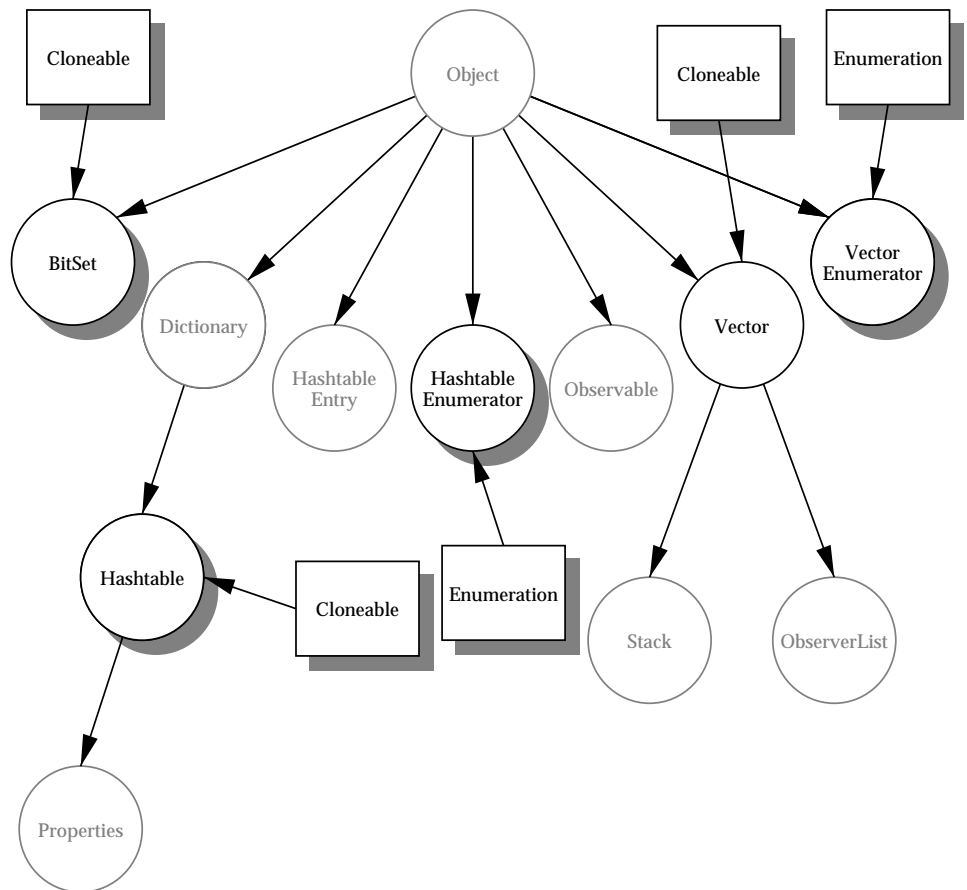 Cloneable
Object
Cloneable
Enumeration
BitSet
Vector
Enumerator
Dictionary
Vector
Hashtable
Entry
Hashtable
Enumerator
Observable
Hashtable
Cloneable
Enumeration
Stack
ObserverList
Properties